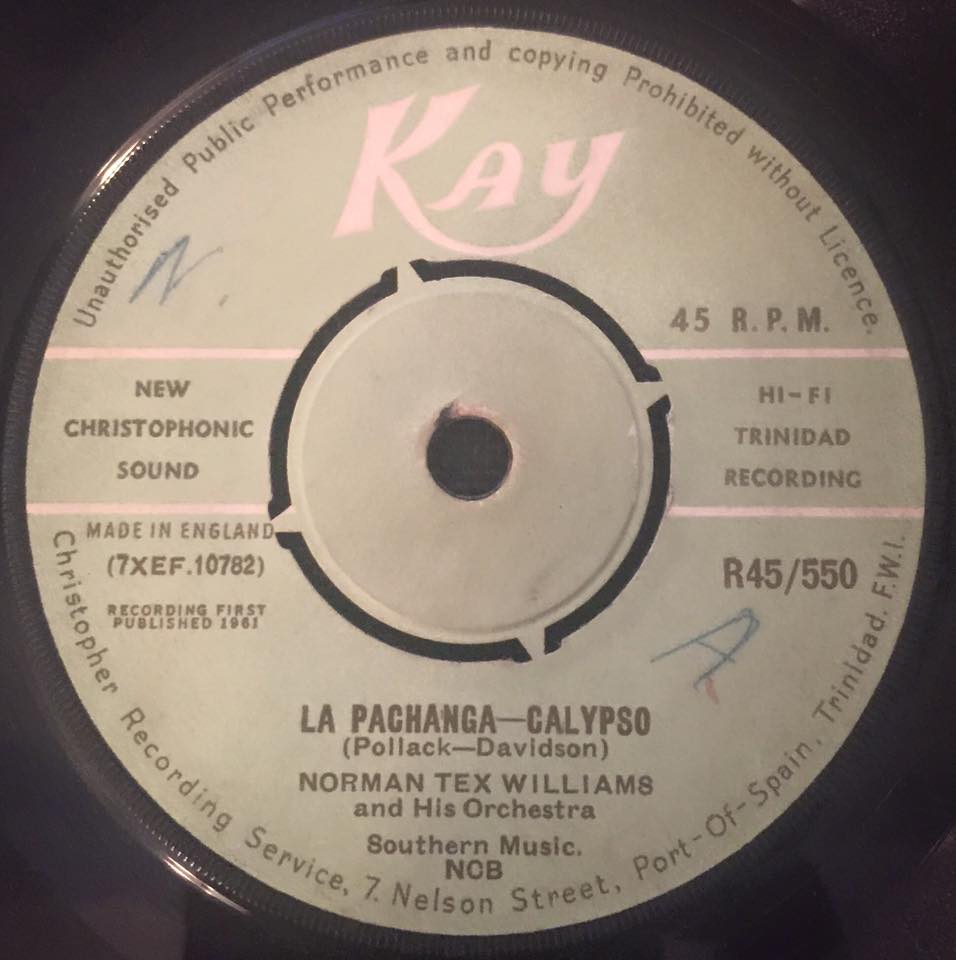 Unauthorised Public Performance and copying Prohibited without Licence.
KAY
N.
45 R.P.M.
NEW
CHRISTOPHONIC
SOUND
HI-FI
TRINIDAD
RECORDING
MADE IN ENGLAND
(7XEF.10782)
RECORDING FIRST
PUBLISHED 1961
R45/550
A
LA PACHANGA—CALYPSO
(Pollack—Davidson)
NORMAN TEX WILLIAMS
and His Orchestra
Southern Music.
NCB
Christopher Recording Service, 7. Nelson Street, Port-Of-Spain, Trinidad. F.W.I.